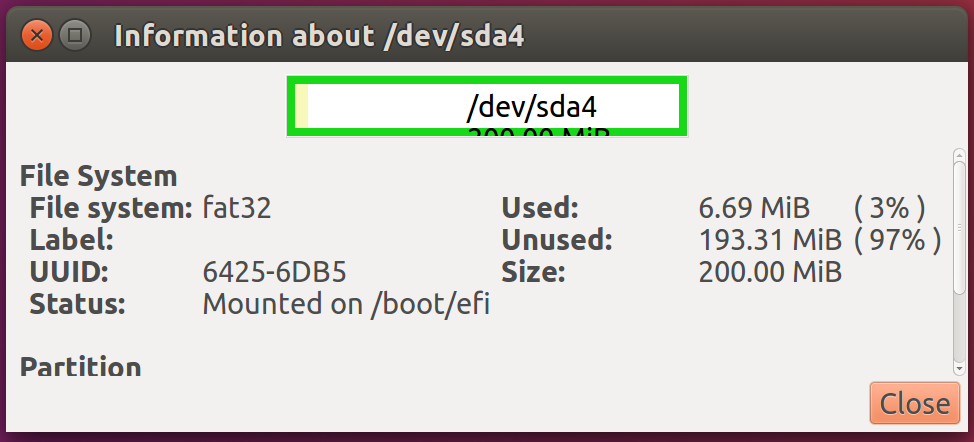 Information about /dev/sda4
/dev/sda4
200.00 MiB
File System
File system: fat32 Used: 6.69 MiB ( 3% )
Label: Unused: 193.31 MiB ( 97% )
UUID: 6425-6DB5 Size: 200.00 MiB
Status: Mounted on /boot/efi
Partition
Close